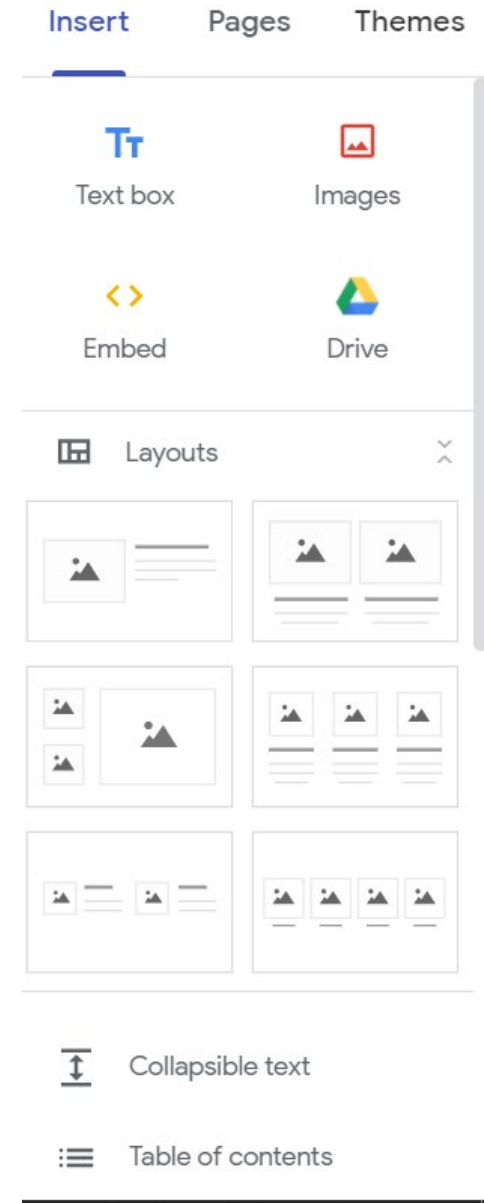 Insert Pages Themes
Text box Images
Embed Drive
Layouts
Collapsible text
Table of contents